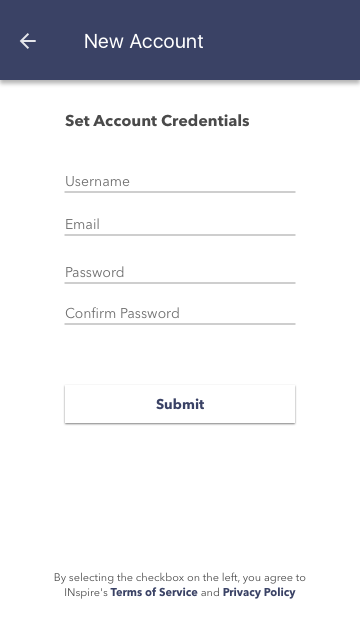 New Account
Set Account Credentials
Username
Email
Password
Confirm Password
Submit
By selecting the checkbox on the left, you agree to
INspire's Terms of Service and Privacy Policy